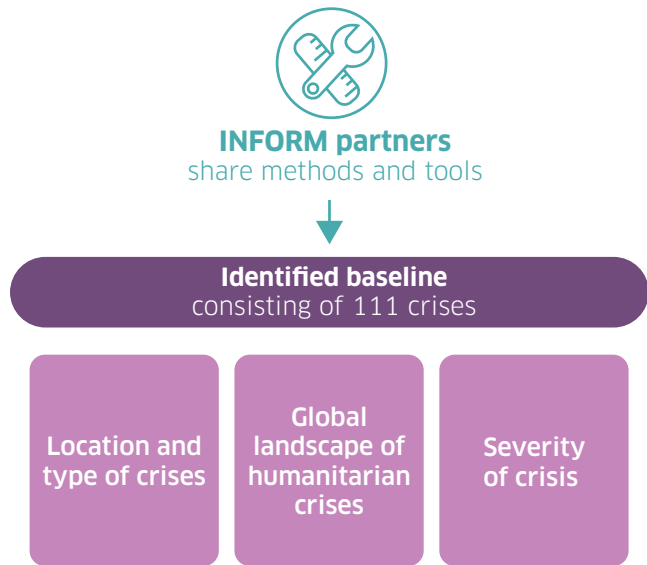 INFORM partners
share methods and tools
Identified baseline
consisting of 111 crises
Location and
type of crises
Global
landscape of
humanitarian
crises
Severity
of crisis